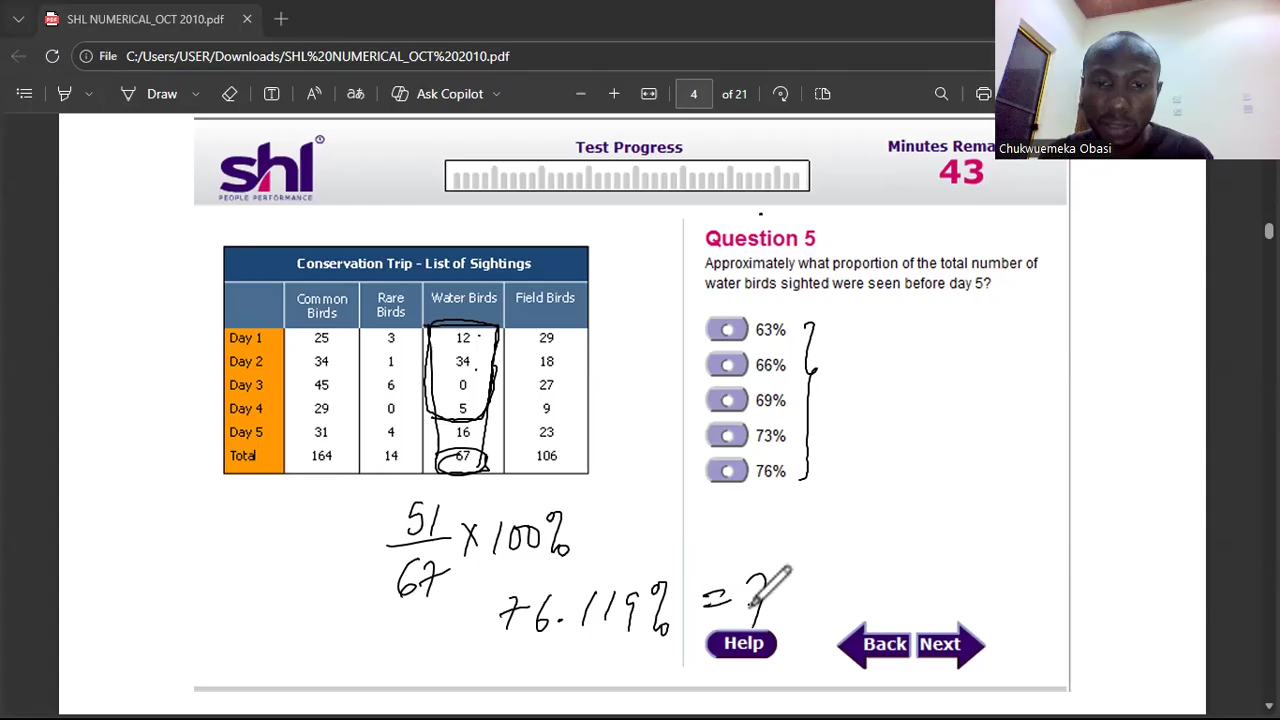 SHL NUMERICAL_OCT 2010.pdf
File C:/Users/USER/Downloads/SHL%20NUMERICAL_OCT%202010.pdf
Draw Ask Copilot 4 of 21
Chukwuemeka Obasi
shl
PEOPLE PERFORMANCE
Test Progress
Minutes Rema
43
Conservation Trip - List of Sightings
Common Birds Rare Birds Water Birds Field Birds
Day 1 25 3 12 29
Day 2 34 1 34 18
Day 3 45 6 0 27
Day 4 29 0 5 9
Day 5 31 4 16 23
Total 164 14 67 106
Question 5
Approximately what proportion of the total number of
water birds sighted were seen before day 5?
63%
66%
69%
73%
76%
51
67 × 100%
76.119% = 7
Help
Back Next